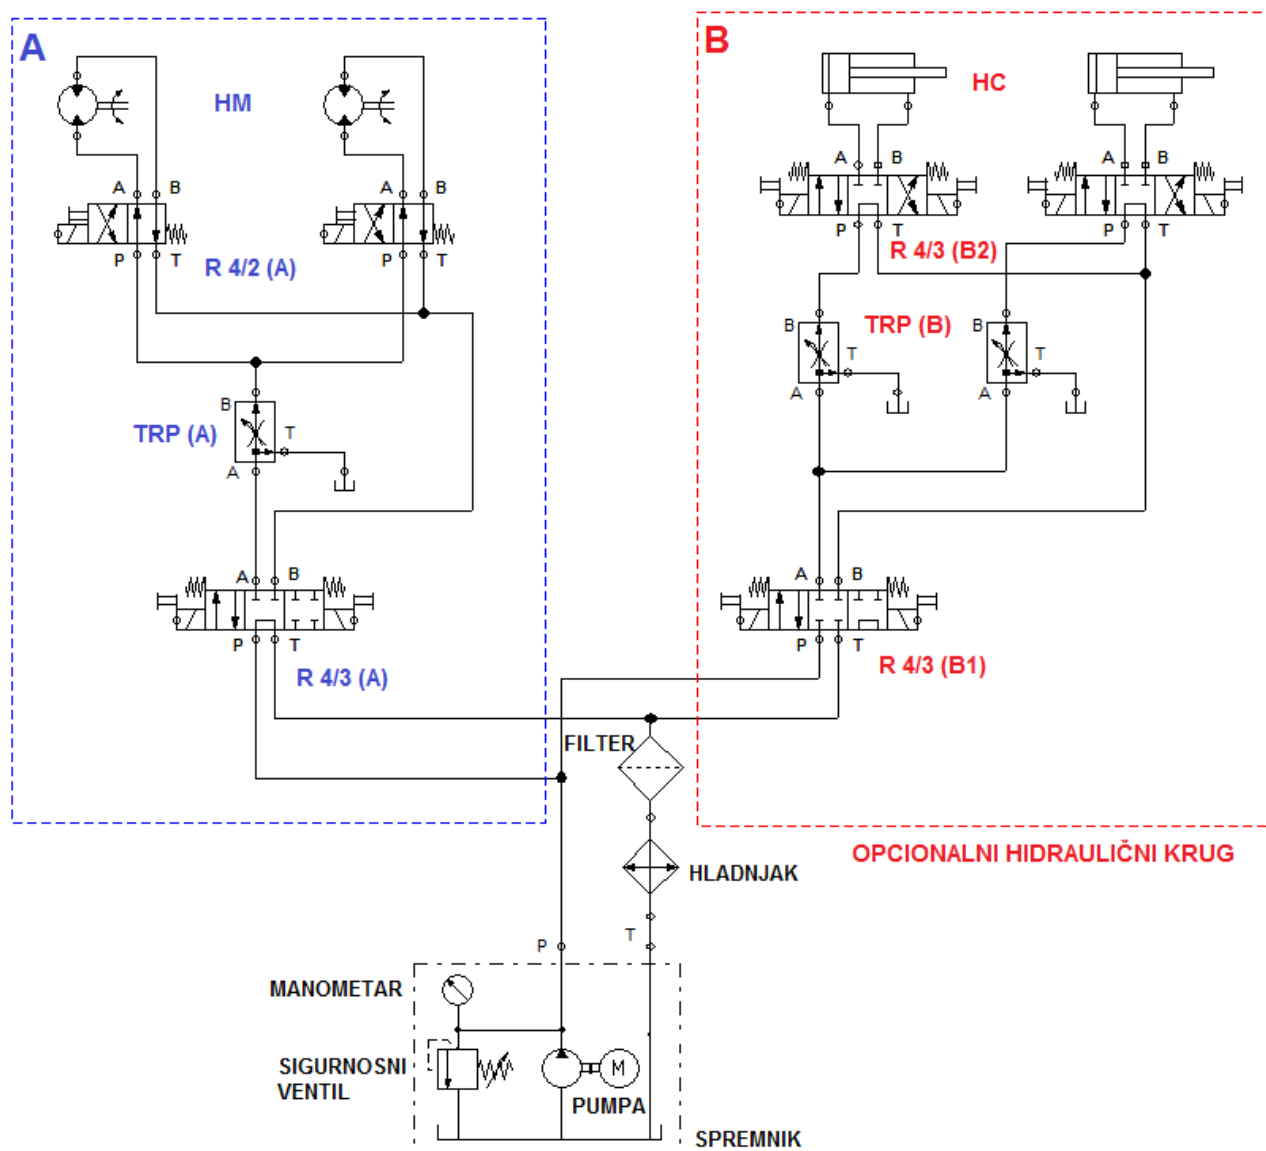 A
B
HM
HC
A B
A B
A B
A B
P T
P T
P T
P T
R 4/2 (A)
R 4/3 (B2)
B
T
A
TRP (A)
B
T
A
TRP (B)
B
T
A
A B
P T
R 4/3 (A)
A B
P T
R 4/3 (B1)
FILTER
OPCIONALNI HIDRAULIČNI KRUG
HLADNJAK
P
T
MANOMETAR
SIGURNOSNI
VENTIL
M
PUMPA
SPREMNIK